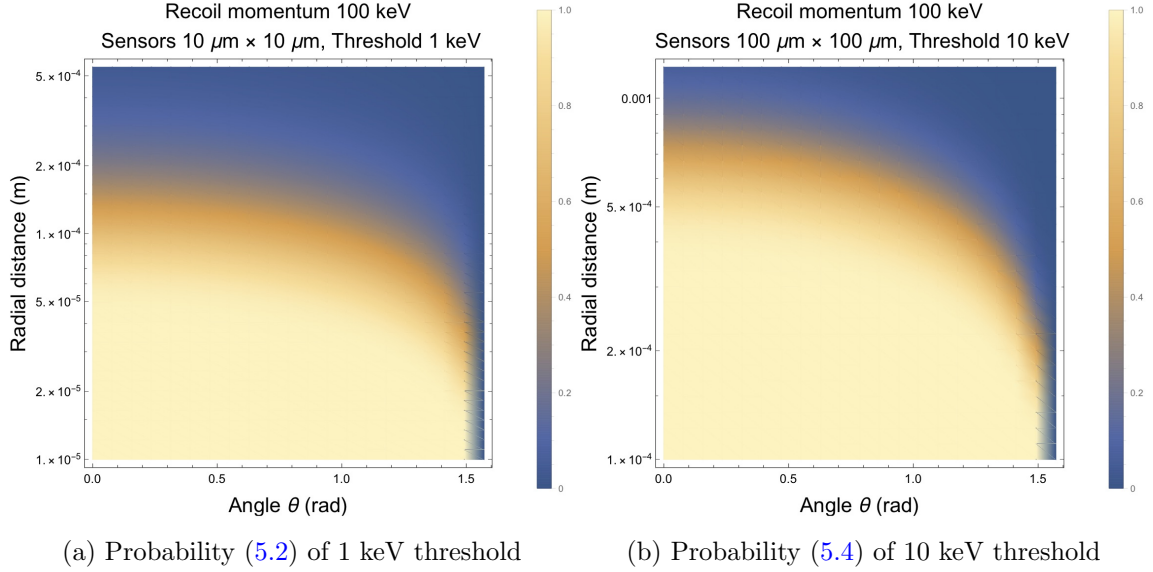 Recoil momentum 100 keV
Sensors 10 μm × 10 μm, Threshold 1 keV
5.×10⁻⁴
2.×10⁻⁴
1.×10⁻⁴
5.×10⁻⁵
2.×10⁻⁵
1.×10⁻⁵
Radial distance (m)
0.0 0.5 1.0 1.5
Angle θ (rad)
1.0
0.8
0.6
0.4
0.2
0
(a) Probability (5.2) of 1 keV threshold
Recoil momentum 100 keV
Sensors 100 μm × 100 μm, Threshold 10 keV
0.001
5.×10⁻⁴
2.×10⁻⁴
1.×10⁻⁴
Radial distance (m)
0.0 0.5 1.0 1.5
Angle θ (rad)
1.0
0.8
0.6
0.4
0.2
0
(b) Probability (5.4) of 10 keV threshold